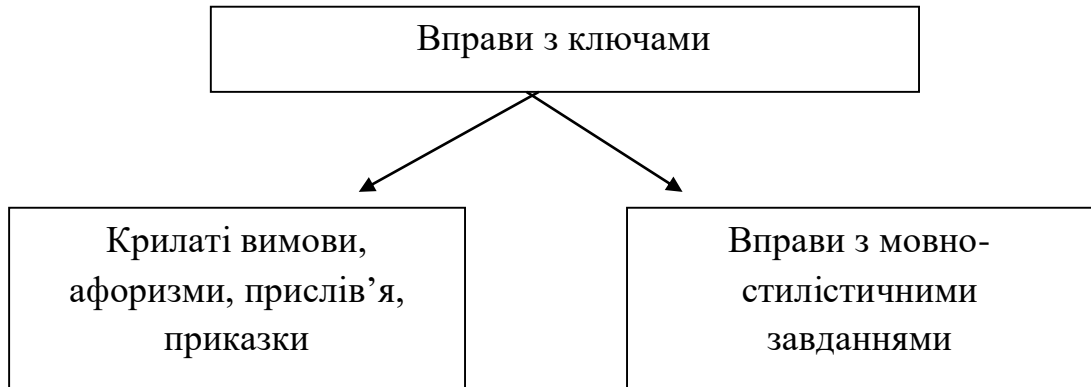 Вправи з ключами
Крилаті вимови,
афоризми, прислів’я,
приказки
Вправи з мовно-
стилістичними
завданнями